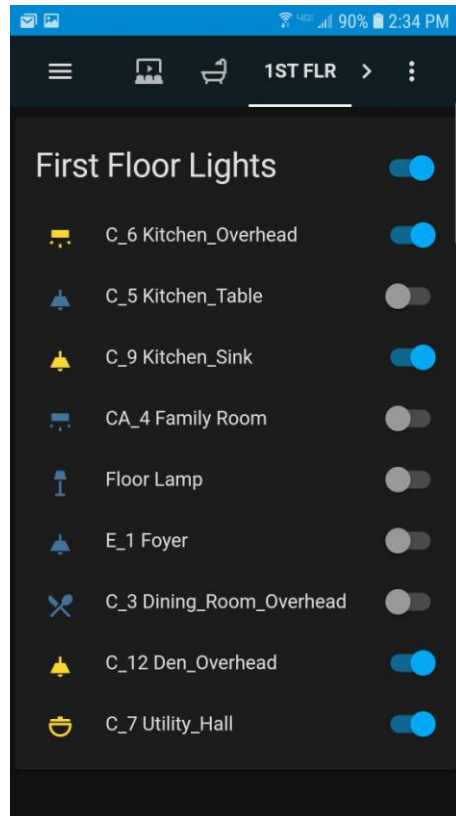 90% 2:34 PM
1ST FLR
First Floor Lights
C_6 Kitchen_Overhead
C_5 Kitchen_Table
C_9 Kitchen_Sink
CA_4 Family Room
Floor Lamp
E_1 Foyer
C_3 Dining_Room_Overhead
C_12 Den_Overhead
C_7 Utility_Hall